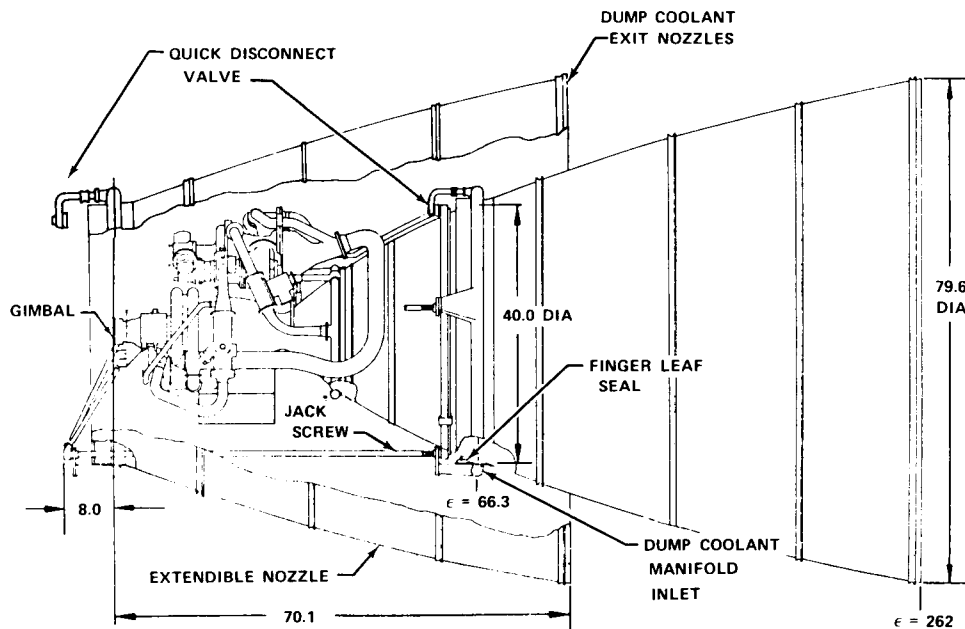 DUMP COOLANT
EXIT NOZZLES
QUICK DISCONNECT
VALVE
GIMBAL
40.0 DIA
79.6
DIA
FINGER LEAF
SEAL
JACK
SCREW
ϵ = 66.3
8.0
DUMP COOLANT
MANIFOLD
INLET
EXTENDIBLE NOZZLE
70.1
ϵ = 262